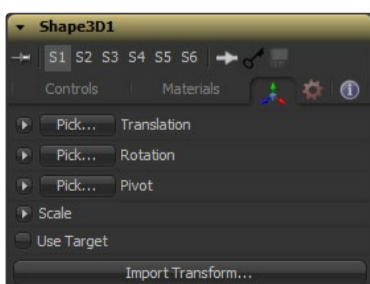 Shape3D1
S1 S2 S3 S4 S5 S6
Controls Materials
Pick... Translation
Pick... Rotation
Pick... Pivot
Scale
Use Target
Import Transform...